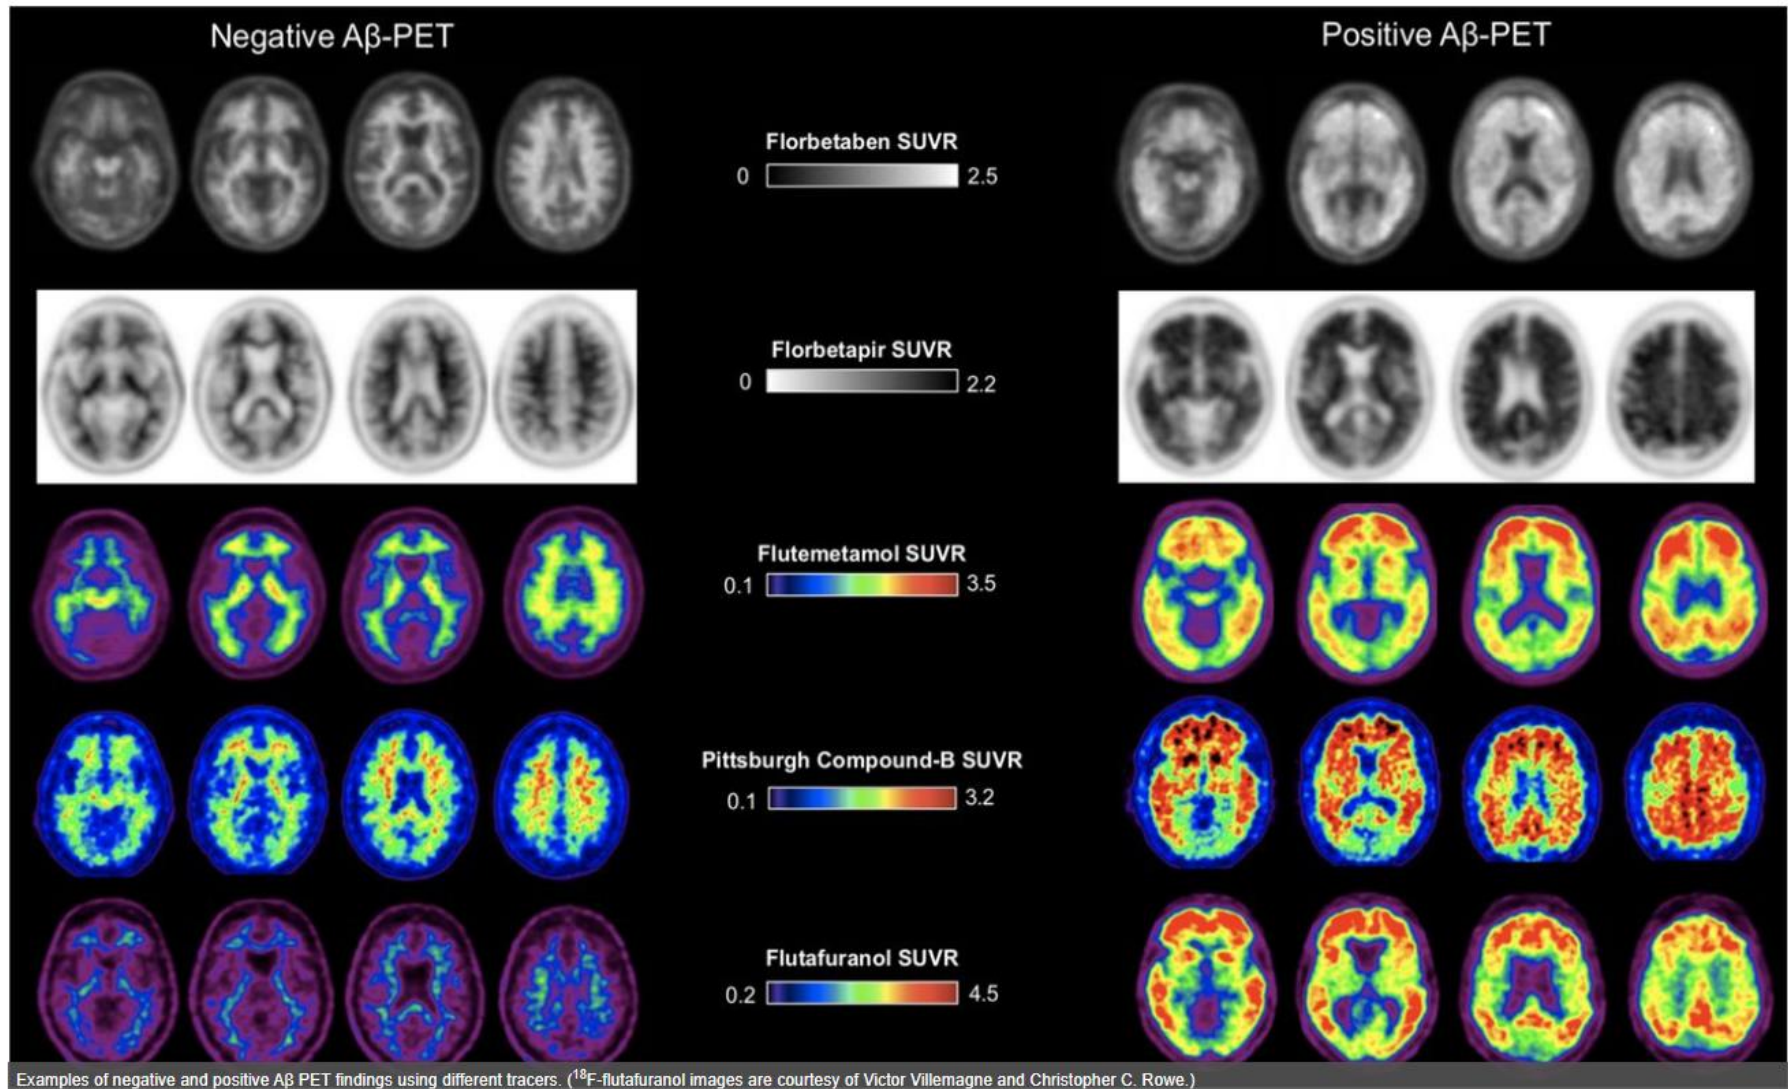 Negative Aβ-PET
Positive Aβ-PET
Florbetaben SUVR
0 2.5
Florbetapir SUVR
0 2.2
Flutemetamol SUVR
0.1 3.5
Pittsburgh Compound-B SUVR
0.1 3.2
Flutafuranol SUVR
0.2 4.5
Examples of negative and positive Aβ PET findings using different tracers. (¹⁸F-flutafuranol images are courtesy of Victor Villemagne and Christopher C. Rowe.)